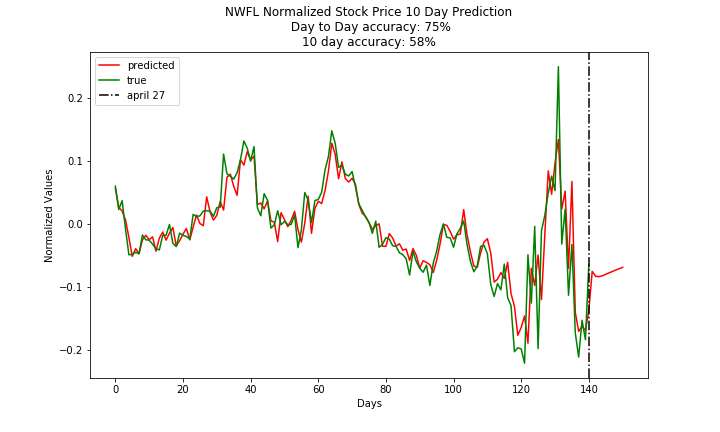 NWFL Normalized Stock Price 10 Day Prediction
Day to Day accuracy: 75%
10 day accuracy: 58%
predicted
true
april 27
Normalized Values
0.2
0.1
0.0
−0.1
−0.2
0 20 40 60 80 100 120 140
Days